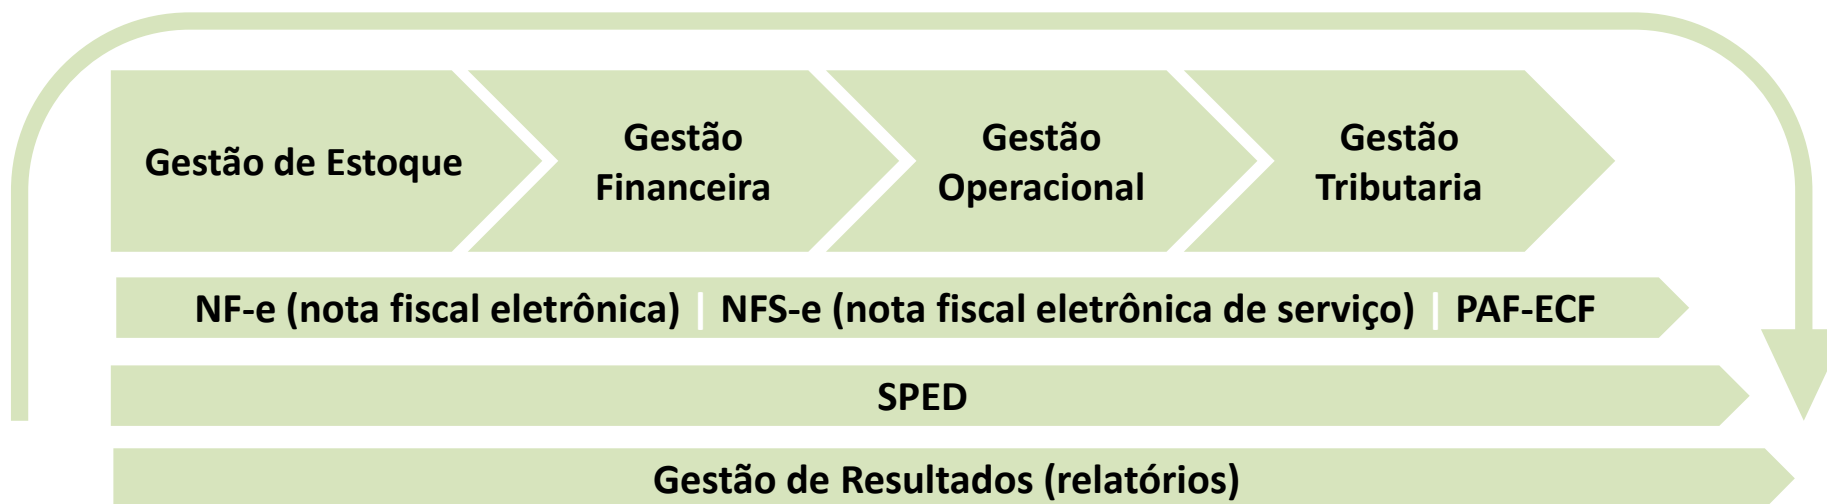 Gestão de Estoque
Gestão
Financeira
Gestão
Operacional
Gestão
Tributaria
NF-e (nota fiscal eletrônica) | NFS-e (nota fiscal eletrônica de serviço) | PAF-ECF
SPED
Gestão de Resultados (relatórios)